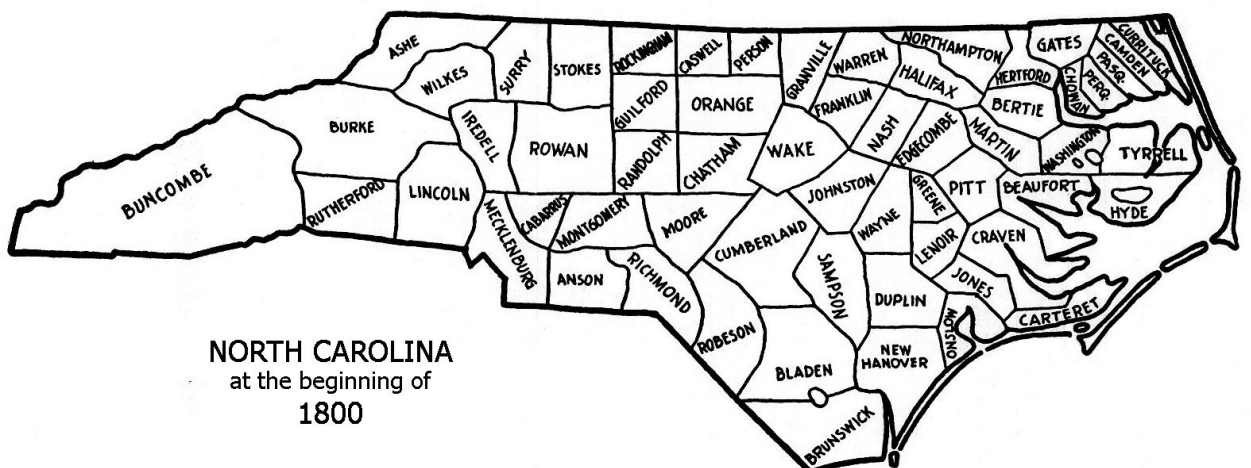 ASHE
WILKES
SURRY
STOKES
ROCKINGHAM
CASWELL
PERSON
GRANVILLE
WARREN
NORTHAMPTON
HALIFAX
GATES
HERTFORD
CURRITUCK
CAMDEN
PASQ.
PERQ.
CHOWAN
BERTIE
BURKE
IREDELL
ROWAN
GUILFORD
ORANGE
FRANKLIN
NASH
EDGECOMBE
MARTIN
WASHINGTON
TYRRELL
BUNCOMBE
RUTHERFORD
LINCOLN
RANDOLPH
CHATHAM
WAKE
JOHNSTON
GREENE
PITT
BEAUFORT
HYDE
MECKLENBURG
CABARRUS
MONTGOMERY
MOORE
CUMBERLAND
WAYNE
LENOIR
CRAVEN
ANSON
RICHMOND
SAMPSON
DUPLIN
JONES
CARTERET
ONSLOW
ROBESON
BLADEN
NEW
HANOVER
BRUNSWICK
NORTH CAROLINA
at the beginning of
1800